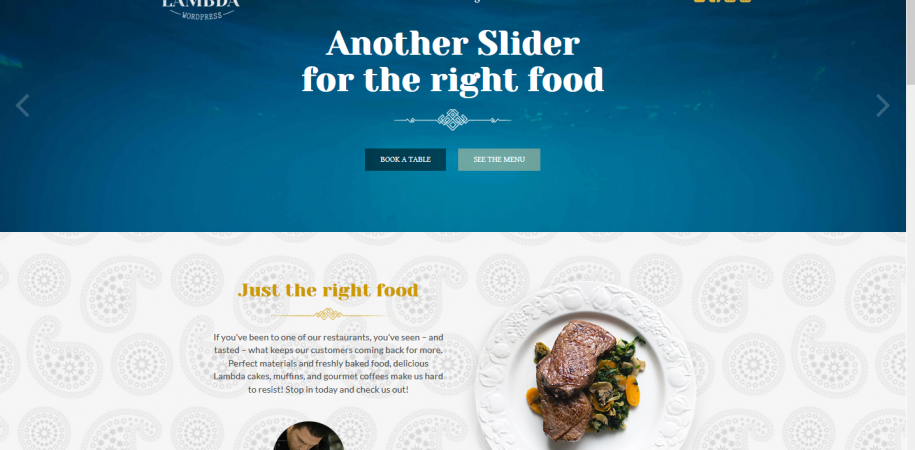 LAMBDA
WORDPRESS
Another Slider
for the right food
BOOK A TABLE
SEE THE MENU
Just the right food
If you've been to one of our restaurants, you've seen – and
tasted – what keeps our customers coming back for more.
Perfect materials and freshly baked food, delicious
Lambda cakes, muffins, and gourmet coffees make us hard
to resist! Stop in today and check us out!